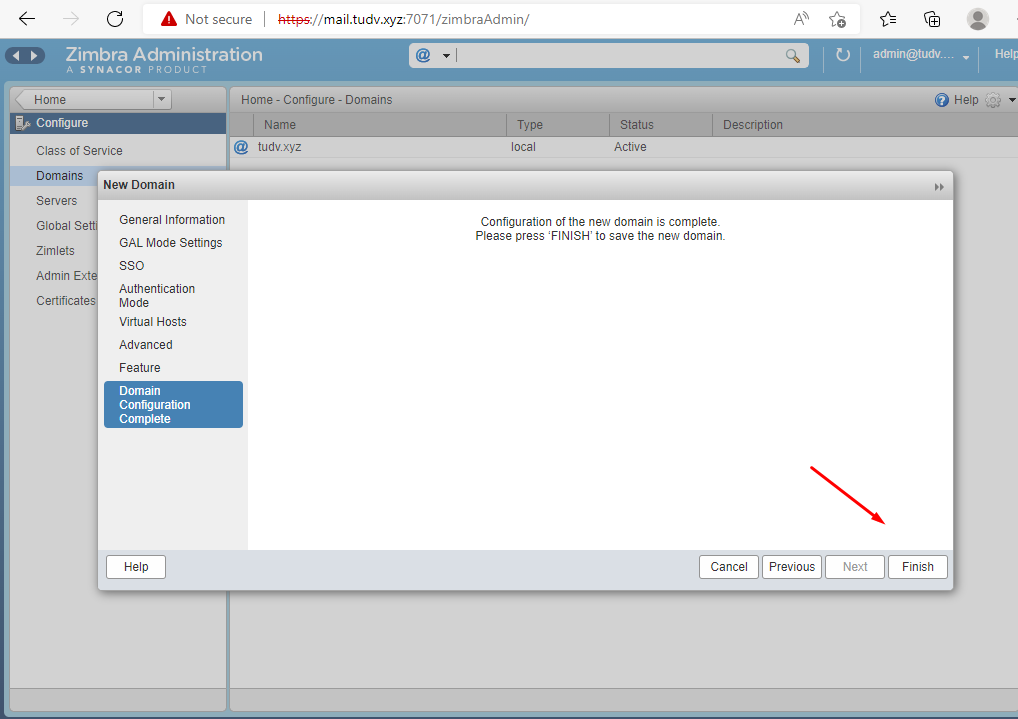 Not secure | https://mail.tudv.xyz:7071/zimbraAdmin/
Zimbra Administration
A SYNACOR PRODUCT
@
admin@tudv....
Help
Home
Home - Configure - Domains
Help
Configure
Name Type Status Description
Class of Service
@ tudv.xyz local Active
Domains
Servers
Global Setti
Zimlets
Admin Exte
Certificates
New Domain
General Information
GAL Mode Settings
SSO
Authentication
Mode
Virtual Hosts
Advanced
Feature
Domain
Configuration
Complete
Configuration of the new domain is complete.
Please press ‘FINISH’ to save the new domain.
Help
Cancel Previous Next Finish